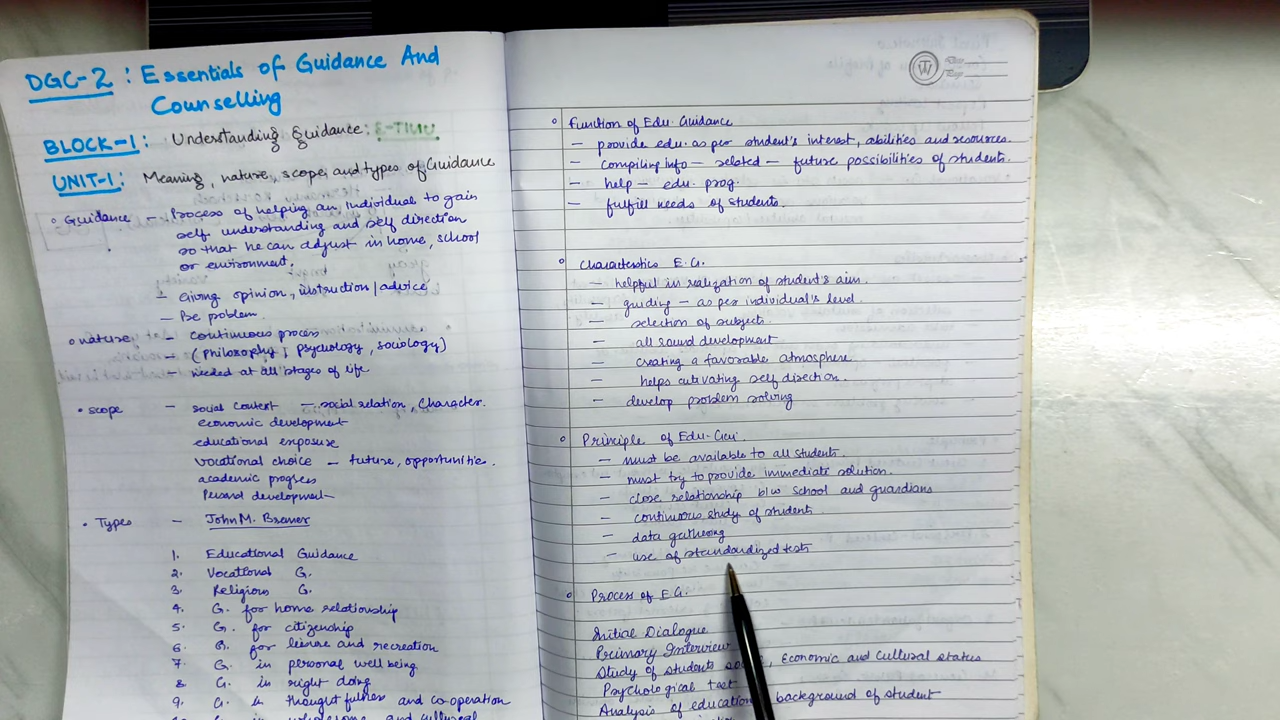 DGC-2 : Essentials of Guidance And
Counselling
BLOCK-1: Understanding Guidance:
UNIT-1: Meaning, nature, scope, and types of Guidance
Guidance - Process of helping an individual to gain
self understanding and self direction
so that he can adjust in home, school
or environment.
- Giving opinion, instruction / advice
- Be problem.
nature - continuous process
- (philosophy, psychology, sociology)
- needed at all stages of life
scope - social context - social relation, character.
economic development
educational exposure
vocational choice - future, opportunities.
academic progress
Personal development
Types - John M. Brewer
1. Educational Guidance
2. Vocational G.
3. Religious G.
4. G. for home relationship
5. G. for citizenship
6. G. for leisure and recreation
7. G. in personal well being
8. G. in right doing
9. G. in thoughtfulness and co-operation
and cultural
function of Edu. Guidance
- provide edu. as per student's interest, abilities and resources.
- compiling info - related - future possibilities of students.
- help - edu. prog.
- fulfill needs of students.
Characteristics E.G.
- helpful in realization of student's aim.
- guiding - as per individual's level.
- selection of subjects.
- all sound development
- creating a favorable atmosphere
- helps cultivating self direction.
- develop problem solving
Principle of Edu-Gui.
- must be available to all students.
- must try to provide immediate solution.
- close relationship b/w school and guardians
- continuous study of students
- data gathering
- use of standardized tests
Process of E.G.
Initial Dialogue
Primary Interview
Study of students , Economic and Cultural status
Psychological test
Analysis of background of student